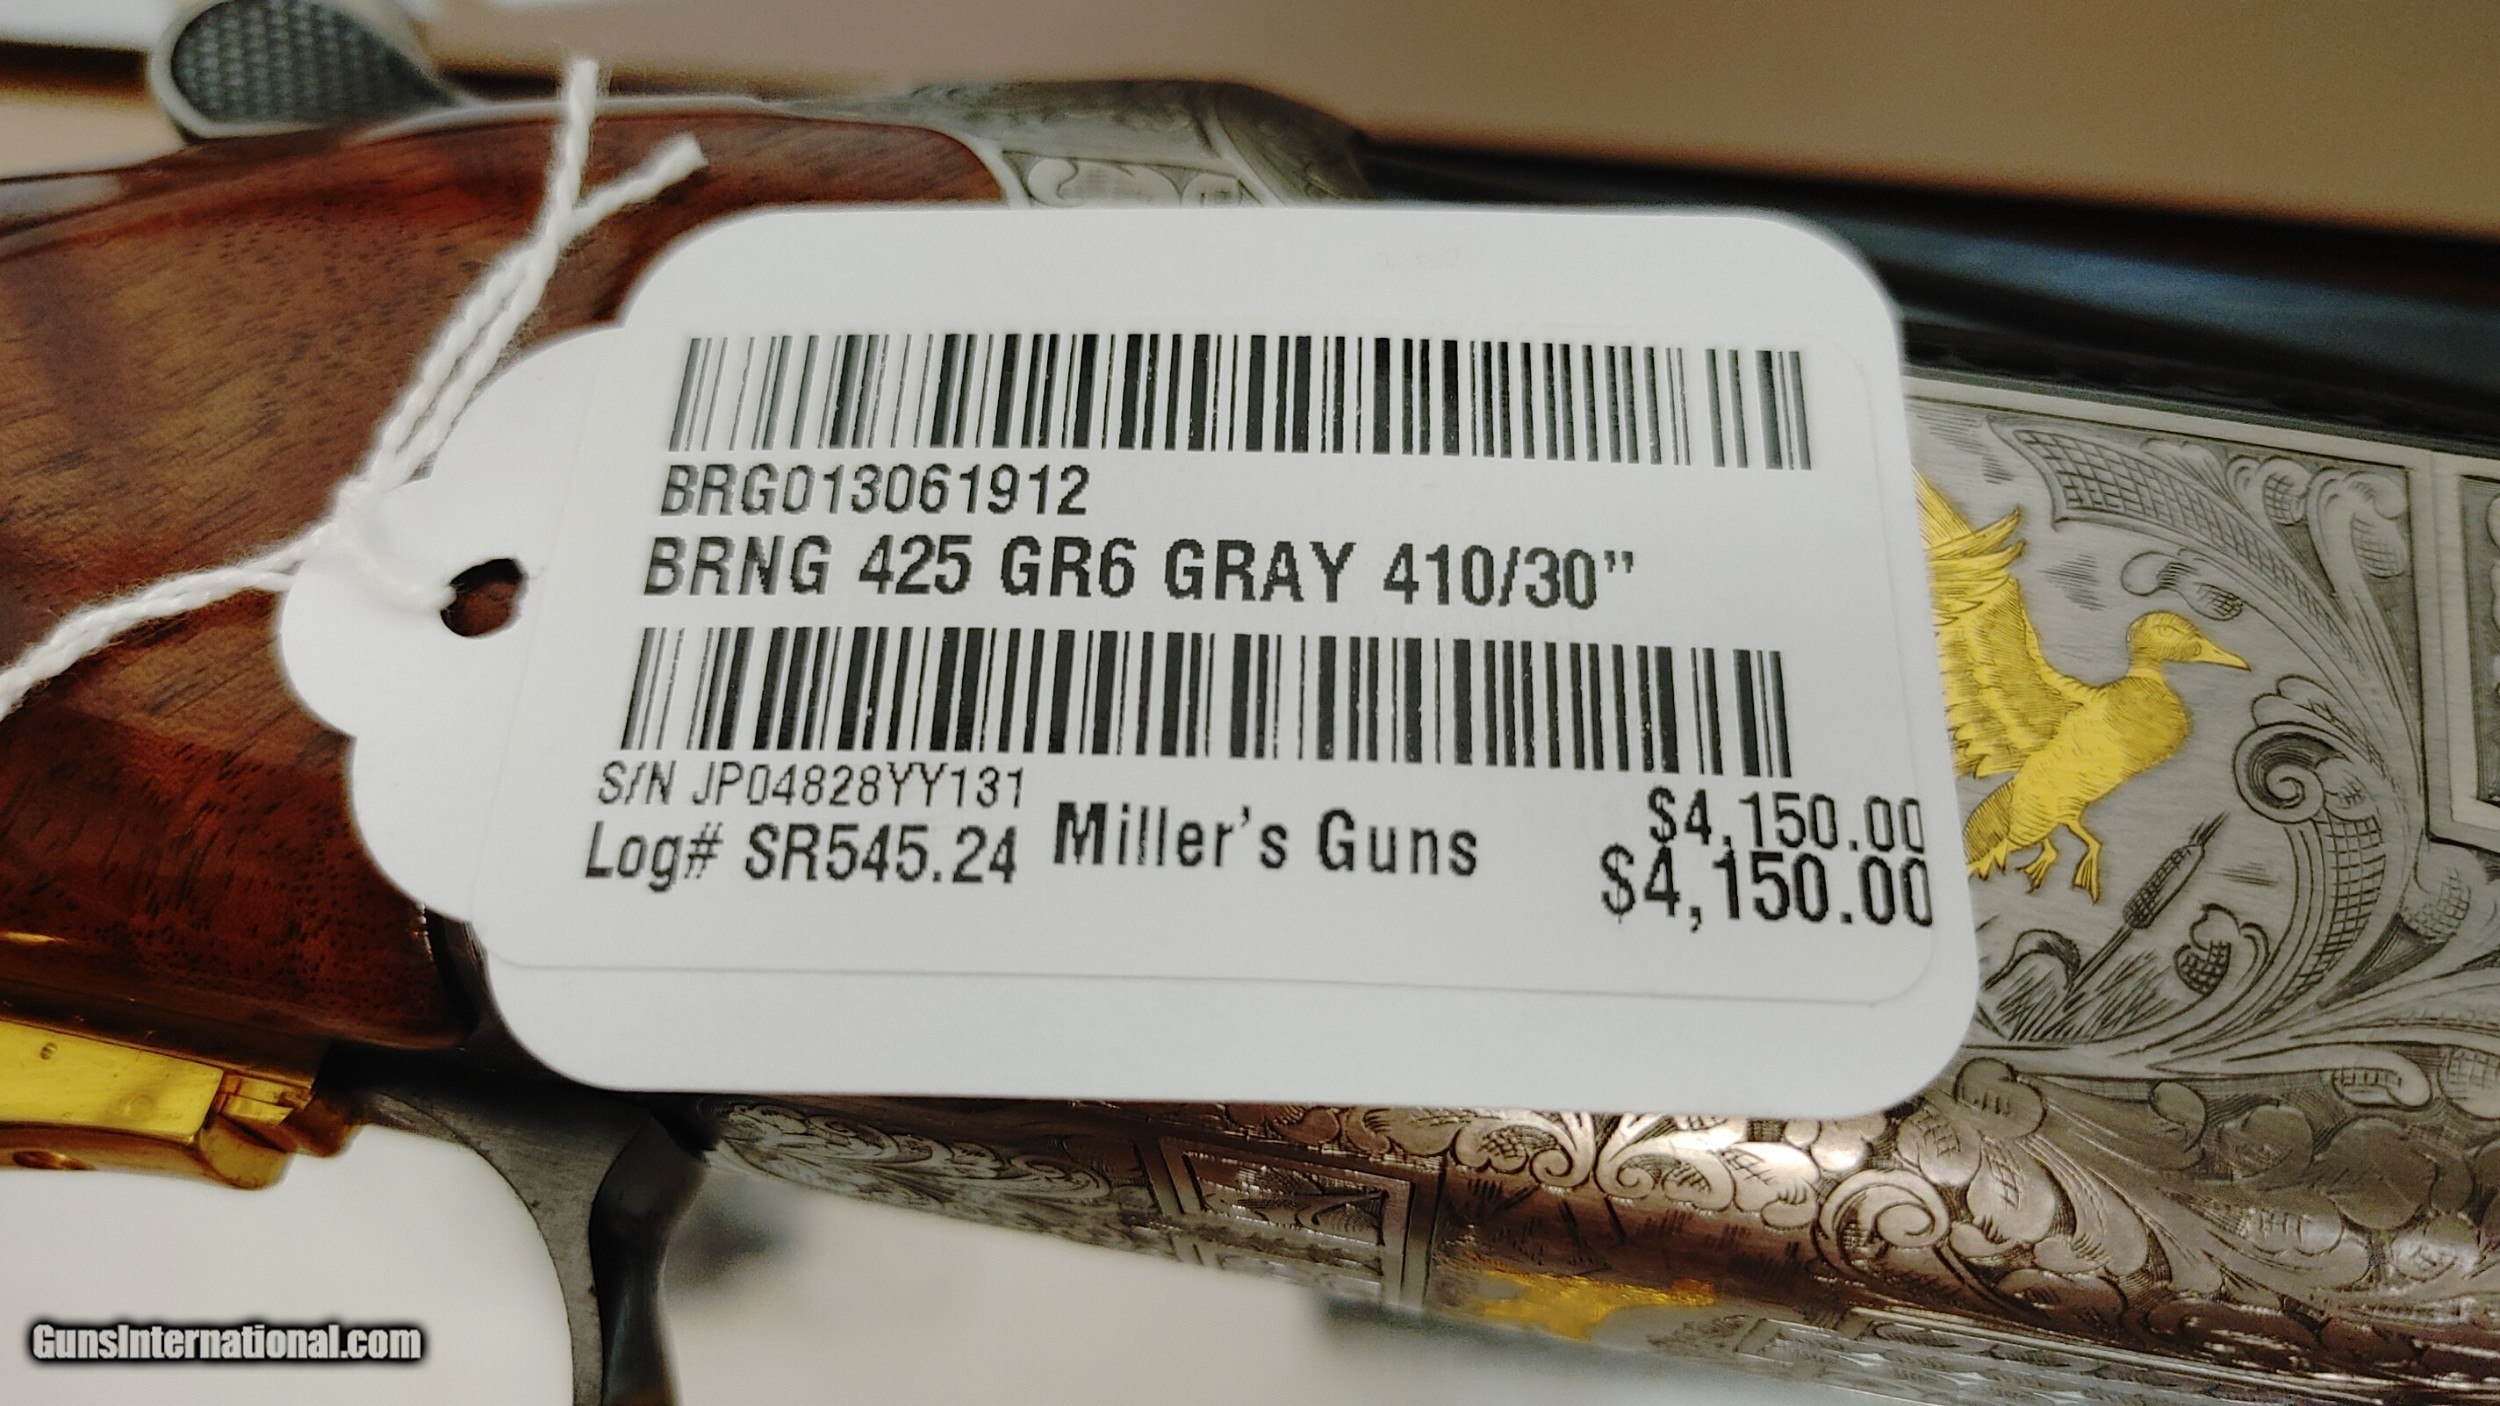 BRG013061912
BRNG 425 GR6 GRAY 410/30"
S/N JP04828YY131
$4,150.00
Log# SR545.24 Miller's Guns $4,150.00
6
GunsInternational.com